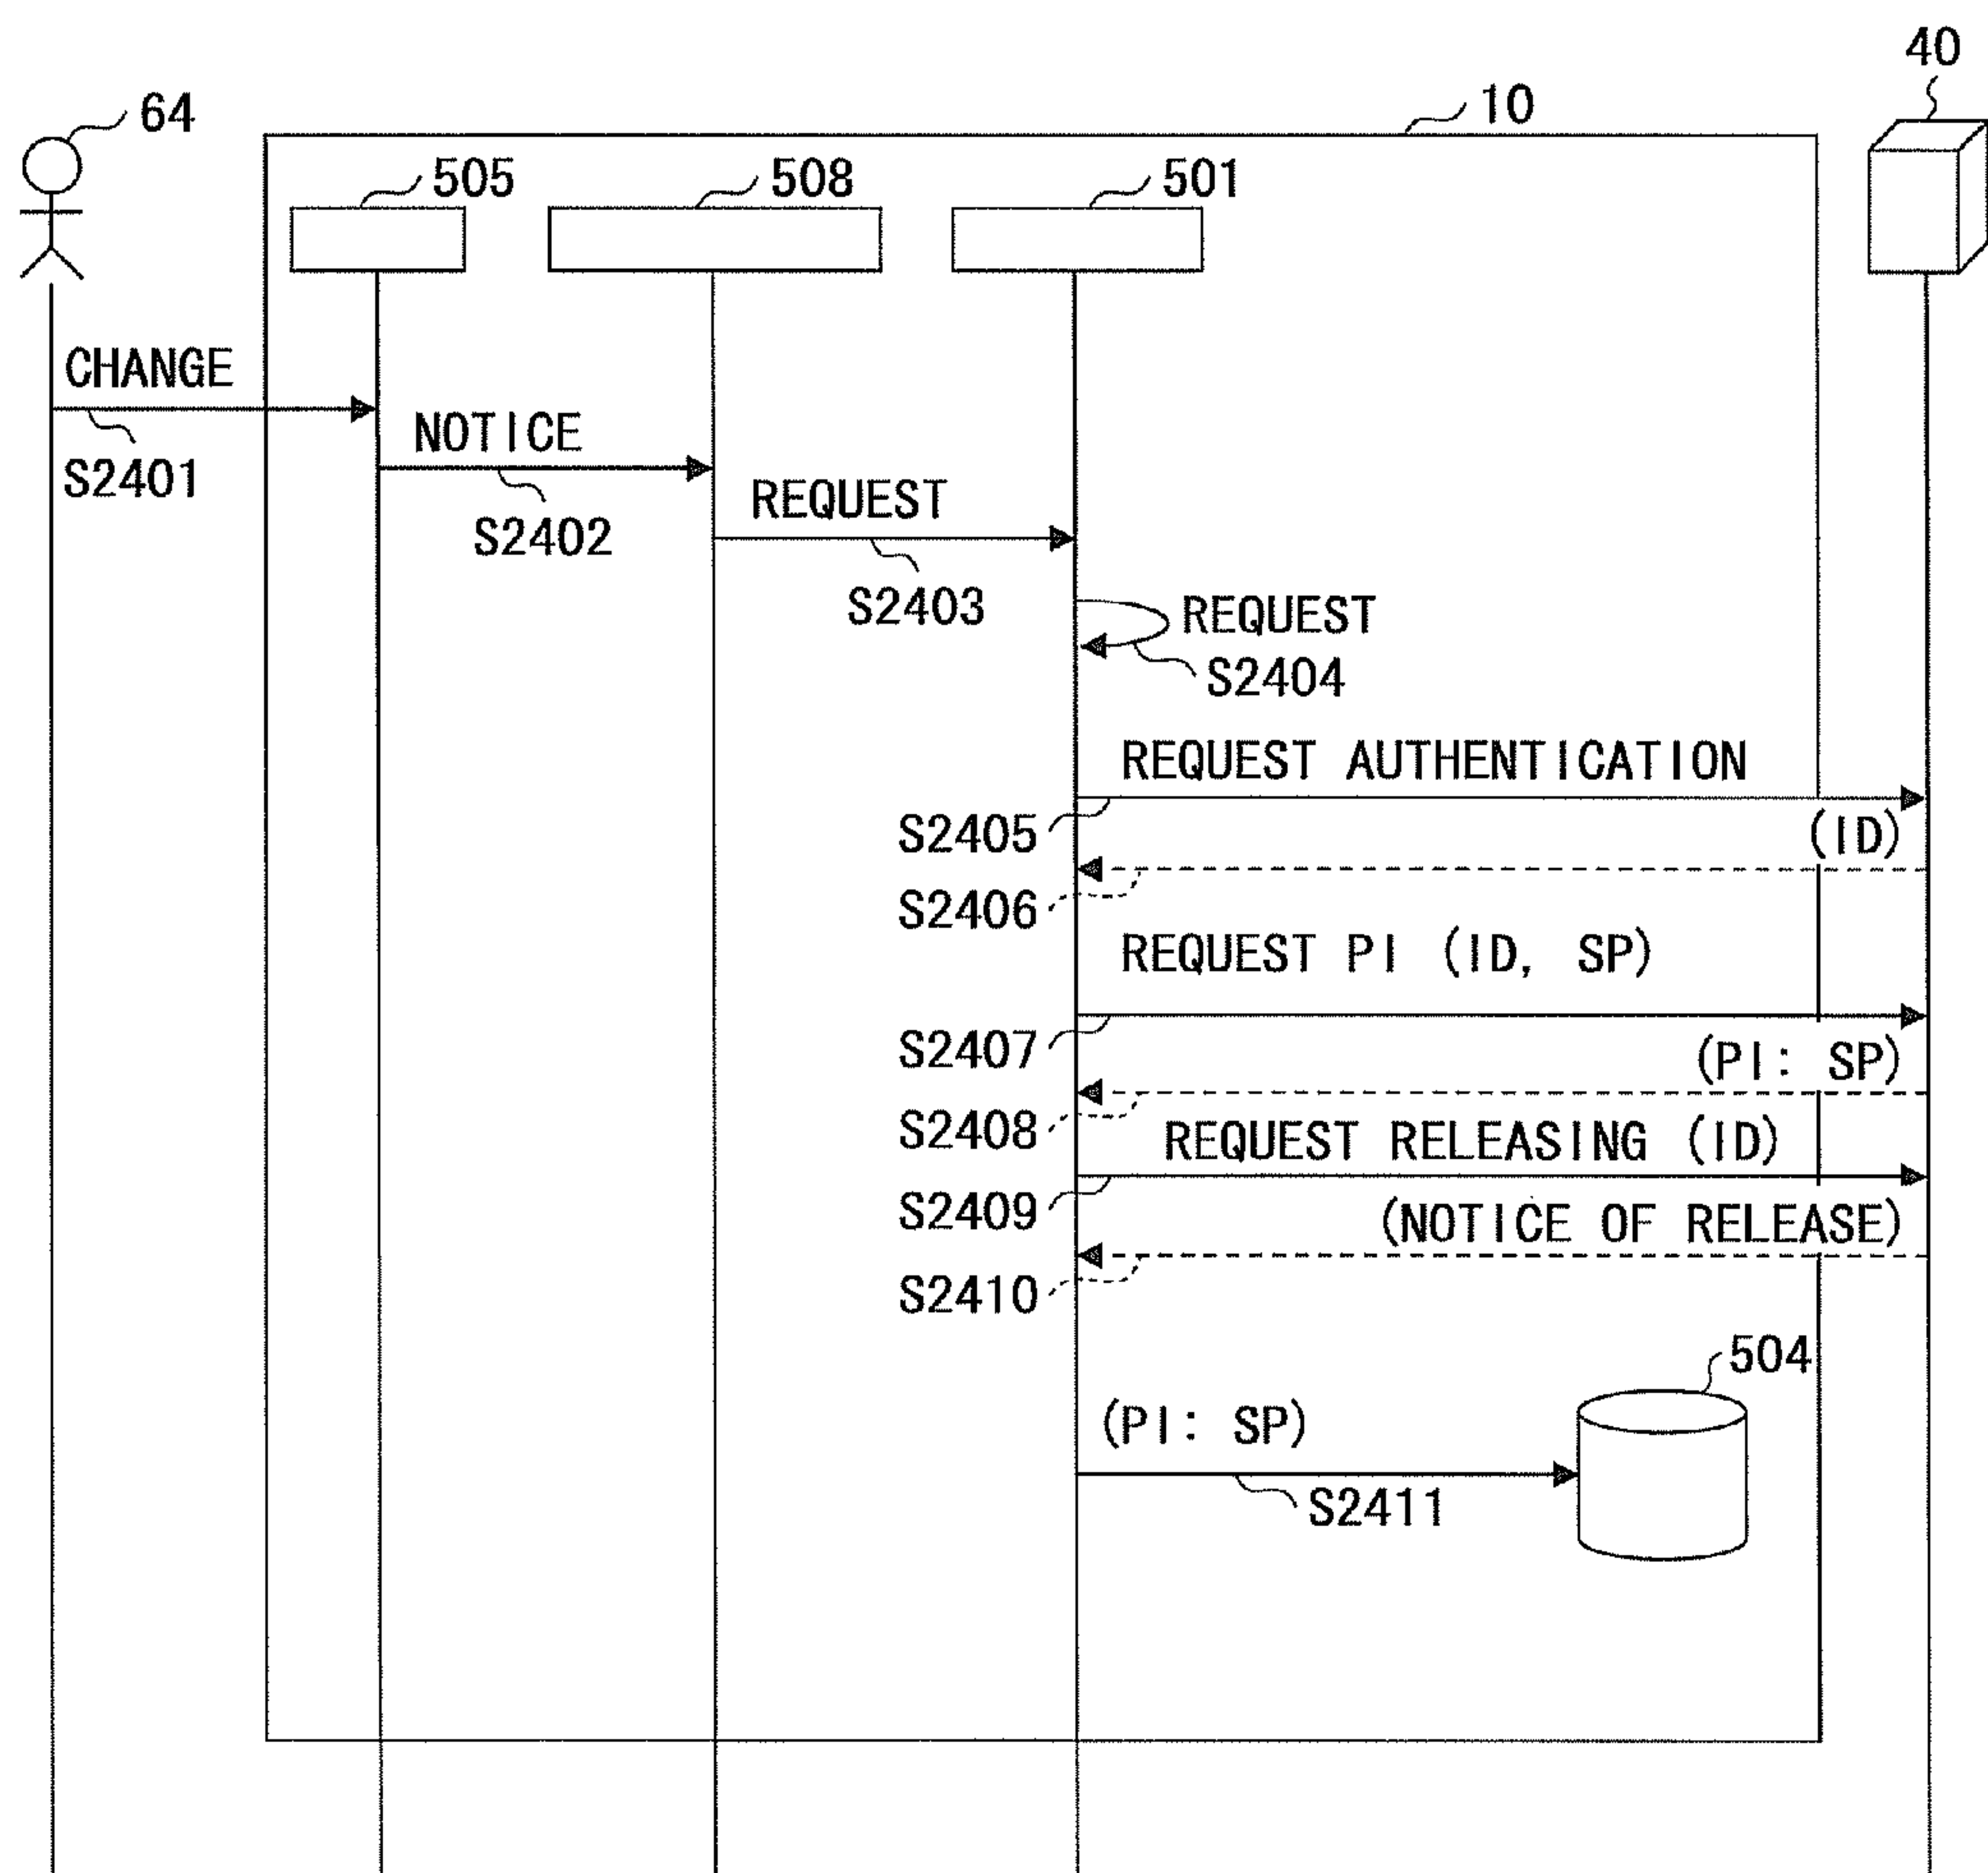 40
10
64
505
508
501
CHANGE
S2401
NOTICE
S2402
REQUEST
S2403
REQUEST
S2404
REQUEST AUTHENTICATION
S2405
(ID)
S2406
REQUEST PI (ID, SP)
S2407
(PI: SP)
S2408
REQUEST RELEASING (ID)
S2409
(NOTICE OF RELEASE)
S2410
504
(PI: SP)
S2411